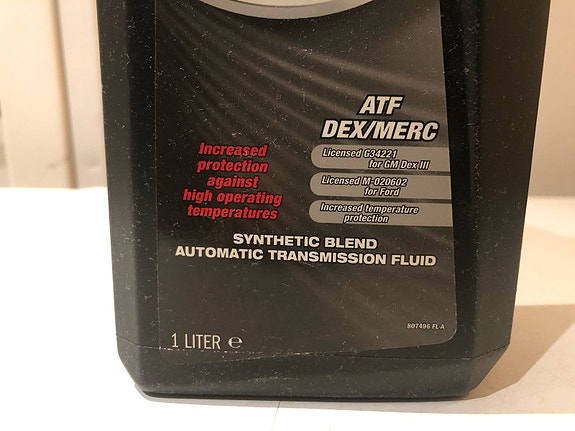 ATF
DEX/MERC
Increased
protection
against
high operating
temperatures
Licensed G34221
for GM Dex III
Licensed M-020602
for Ford
Increased temperature
protection
SYNTHETIC BLEND
AUTOMATIC TRANSMISSION FLUID
807496 FL-A
1 LITER ℮